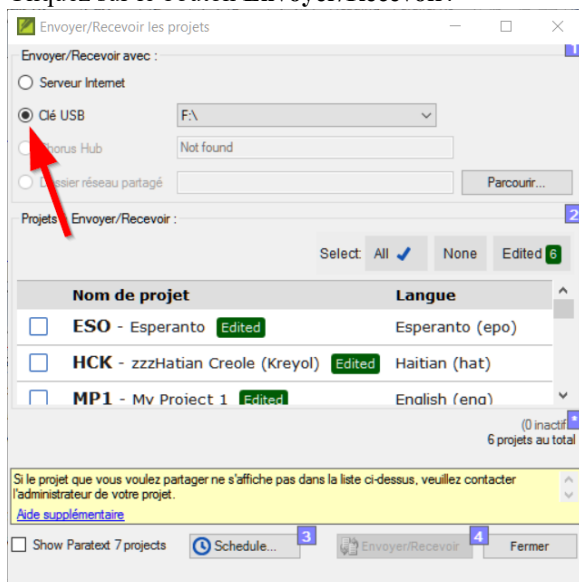 Cliquez sur le bouton Envoyer/Recevoir.
Envoyer/Recevoir les projets
Envoyer/Recevoir avec :
1
Serveur Internet
Clé USB F:\
Chorus Hub Not found
Dossier réseau partagé Parcourir...
Projets à Envoyer/Recevoir :
2
Select: All None Edited 6
Nom de projet Langue
ESO - Esperanto Edited Esperanto (epo)
HCK - zzzHatian Creole (Kreyol) Edited Haitian (hat)
MP1 - My Project 1 Edited English (eng)
(0 inactif
6 projets au total
Si le projet que vous voulez partager ne s'affiche pas dans la liste ci-dessus, veuillez contacter
l'administrateur de votre projet.
Aide supplémentaire
Show Paratext 7 projects Schedule... 3 Envoyer/Recevoir 4 Fermer